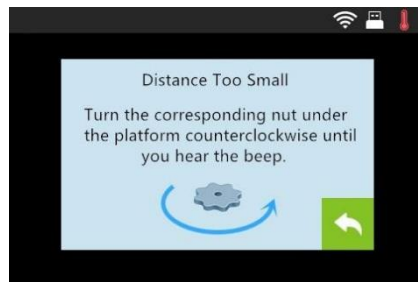 Distance Too Small
Turn the corresponding nut under
the platform counterclockwise until
you hear the beep.